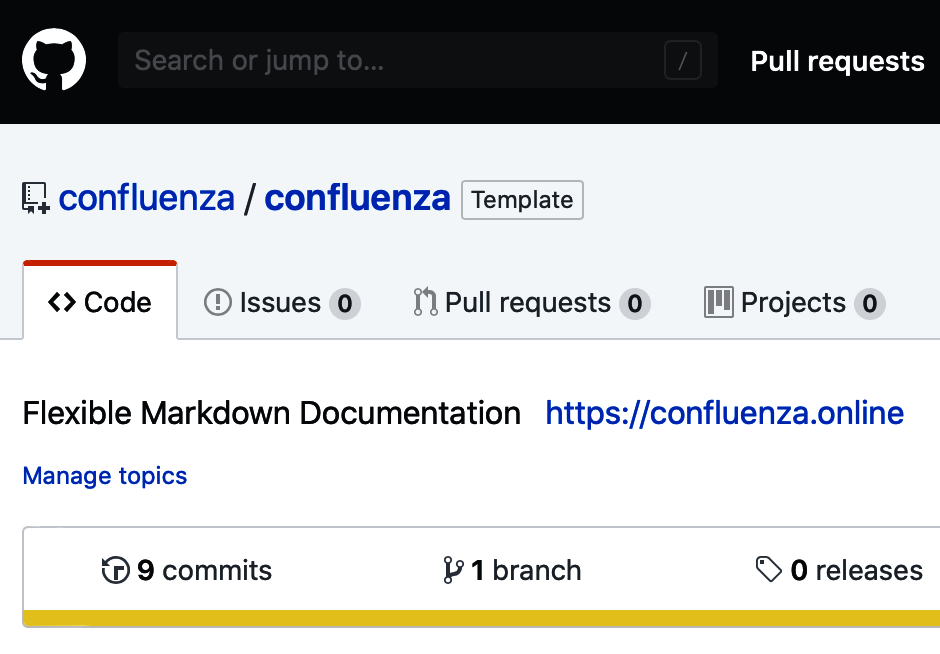 Search or jump to... / Pull requests
confluenza / confluenza Template
Code Issues 0 Pull requests 0 Projects 0
Flexible Markdown Documentation https://confluenza.online
Manage topics
9 commits 1 branch 0 releases